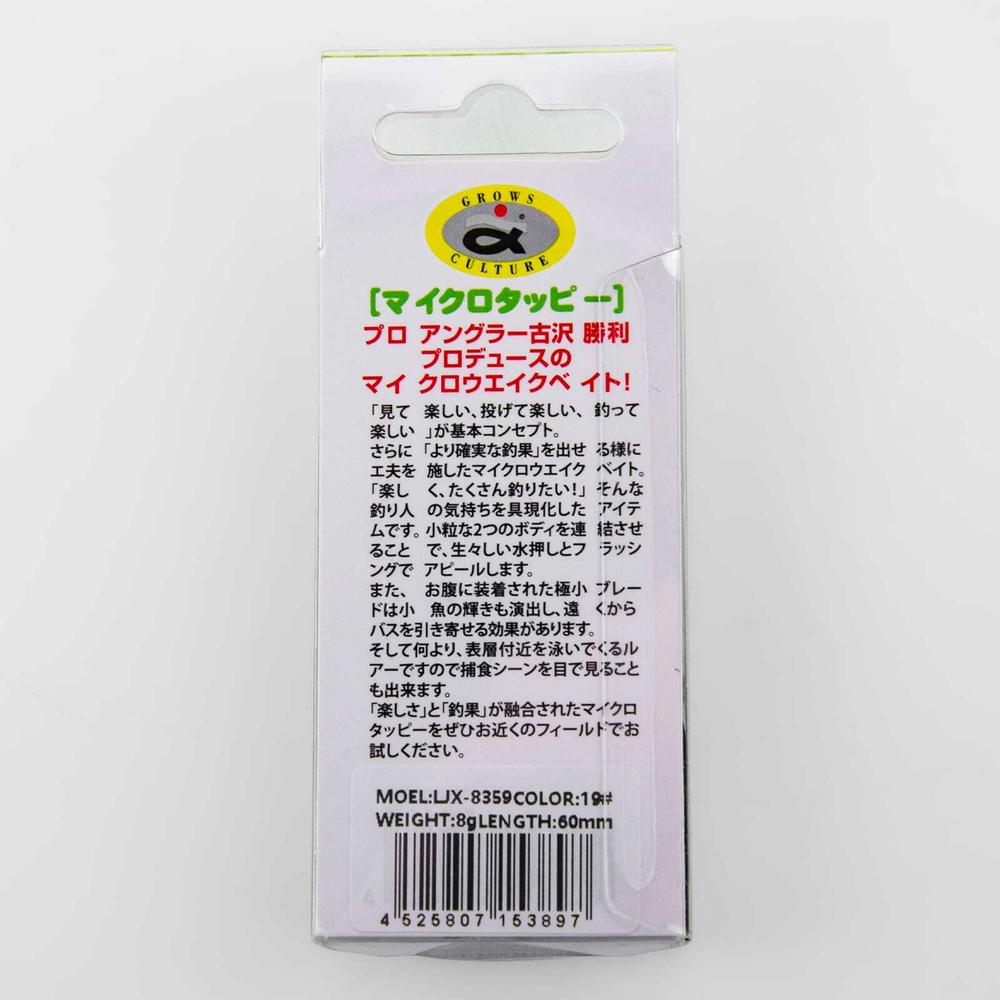 GROWS
α
®
CULTURE
[マイクロタッピー]
プロ アングラー古沢 勝利
プロデュースの
マイ クロウエイクベ イト!
「見て 楽しい、投げて楽しい、 釣って
楽しい 」が基本コンセプト。
さらに 「より確実な釣果」を出せ る様に
工夫を 施したマイクロウエイク ベイト。
「楽し く、たくさん釣りたい!」 そんな
釣り人 の気持ちを具現化した アイテ
ムです。小粒な2つのボディを連 結させ
ること で、生々しい水押しとフ ラッシ
ングで アピールします。
また、 お腹に装着された極小 ブレー
ドは小 魚の輝きも演出し、遠 くから
バスを引き寄せる効果があります。
そして何より、表層付近を泳いでくるル
アーですので捕食シーンを目で見ること
も出来ます。
「楽しさ」と「釣果」が融合されたマイクロ
タッピーをぜひお近くのフィールドでお
試しください。
MOEL:LJX-8359COLOR:19#
WEIGHT:8gLENGTH:60mm
4 525807 153897